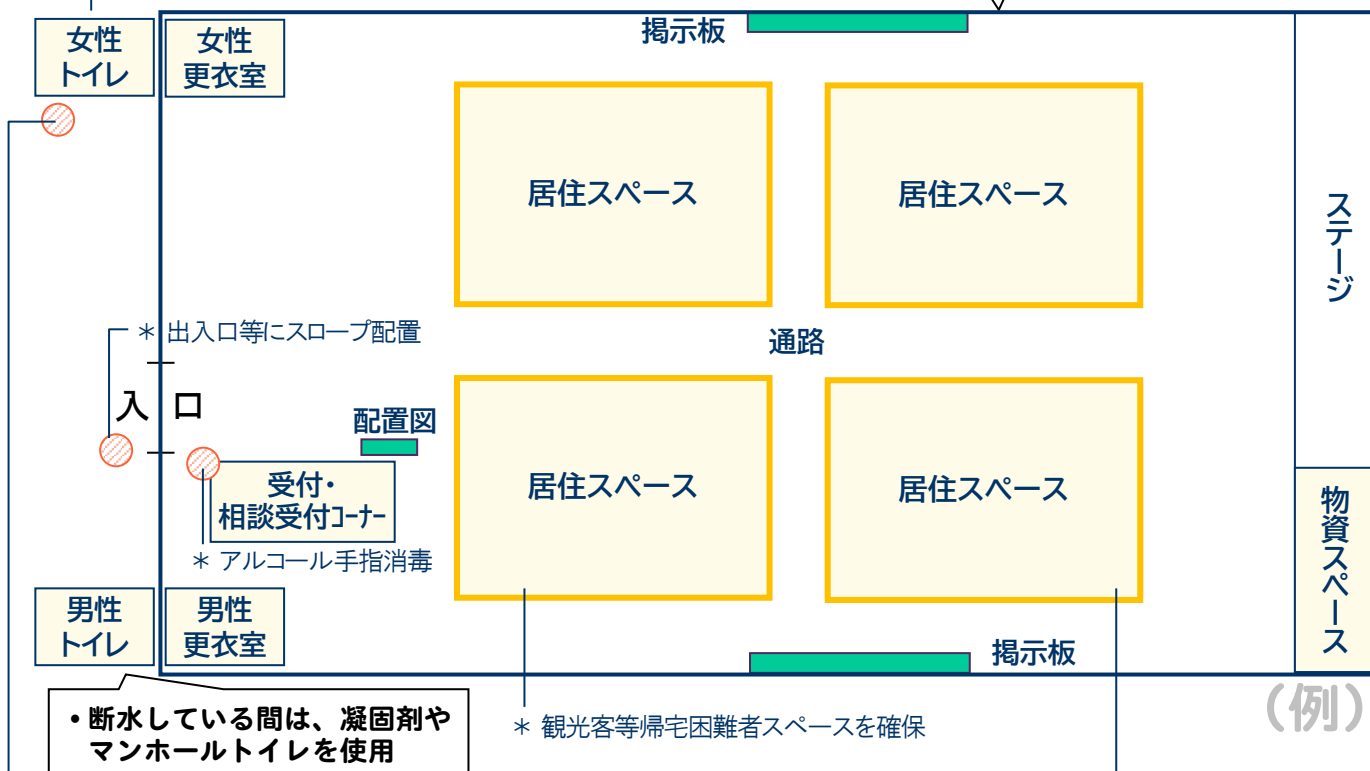 女性
トイレ
女性
更衣室
掲示板
居住スペース
居住スペース
ステージ
＊ 出入口等にスロープ配置
通路
入 口
配置図
受付・
相談受付ｺｰﾅｰ
居住スペース
居住スペース
物資スペース
＊ アルコール手指消毒
男性
トイレ
男性
更衣室
掲示板
・断水している間は、凝固剤や
マンホールトイレを使用
＊ 観光客等帰宅困難者スペースを確保
（例）